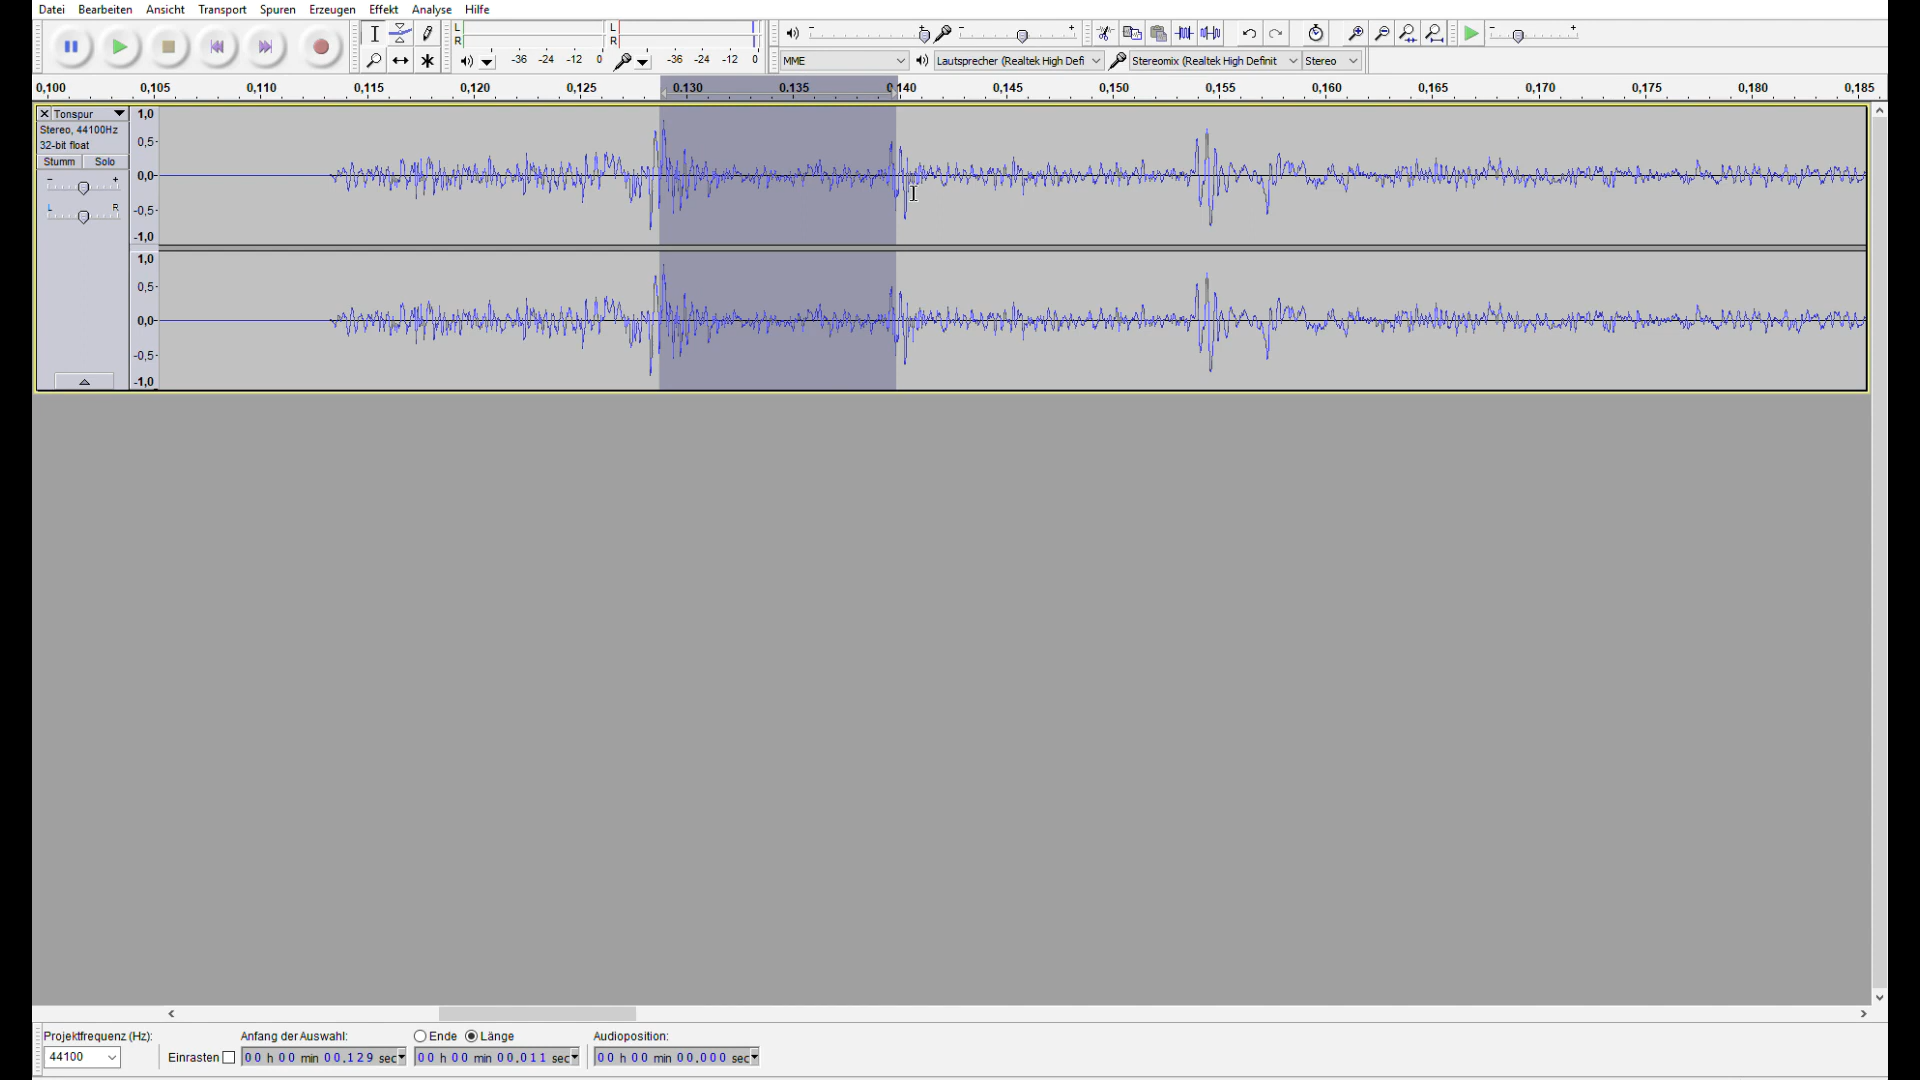 Datei Bearbeiten Ansicht Transport Spuren Erzeugen Effekt Analyse Hilfe
L R
L R
-36 -24 -12 0
-36 -24 -12 0
MME
Lautsprecher (Realtek High Defi
Stereomix (Realtek High Definit
Stereo
0,100 0,105 0,110 0,115 0,120 0,125 0,130 0,135 0,140 0,145 0,150 0,155 0,160 0,165 0,170 0,175 0,180 0,185
Tonspur
Stereo, 44100Hz
32-bit float
Stumm Solo
- +
L R
1,0
0,5-
0,0-
-0,5-
-1,0
1,0
0,5-
0,0-
-0,5-
-1,0
Projektfrequenz (Hz): Anfang der Auswahl: Ende Länge Audioposition:
44100 Einrasten 00 h 00 min 00.129 sec 00 h 00 min 00.011 sec 00 h 00 min 00.000 sec